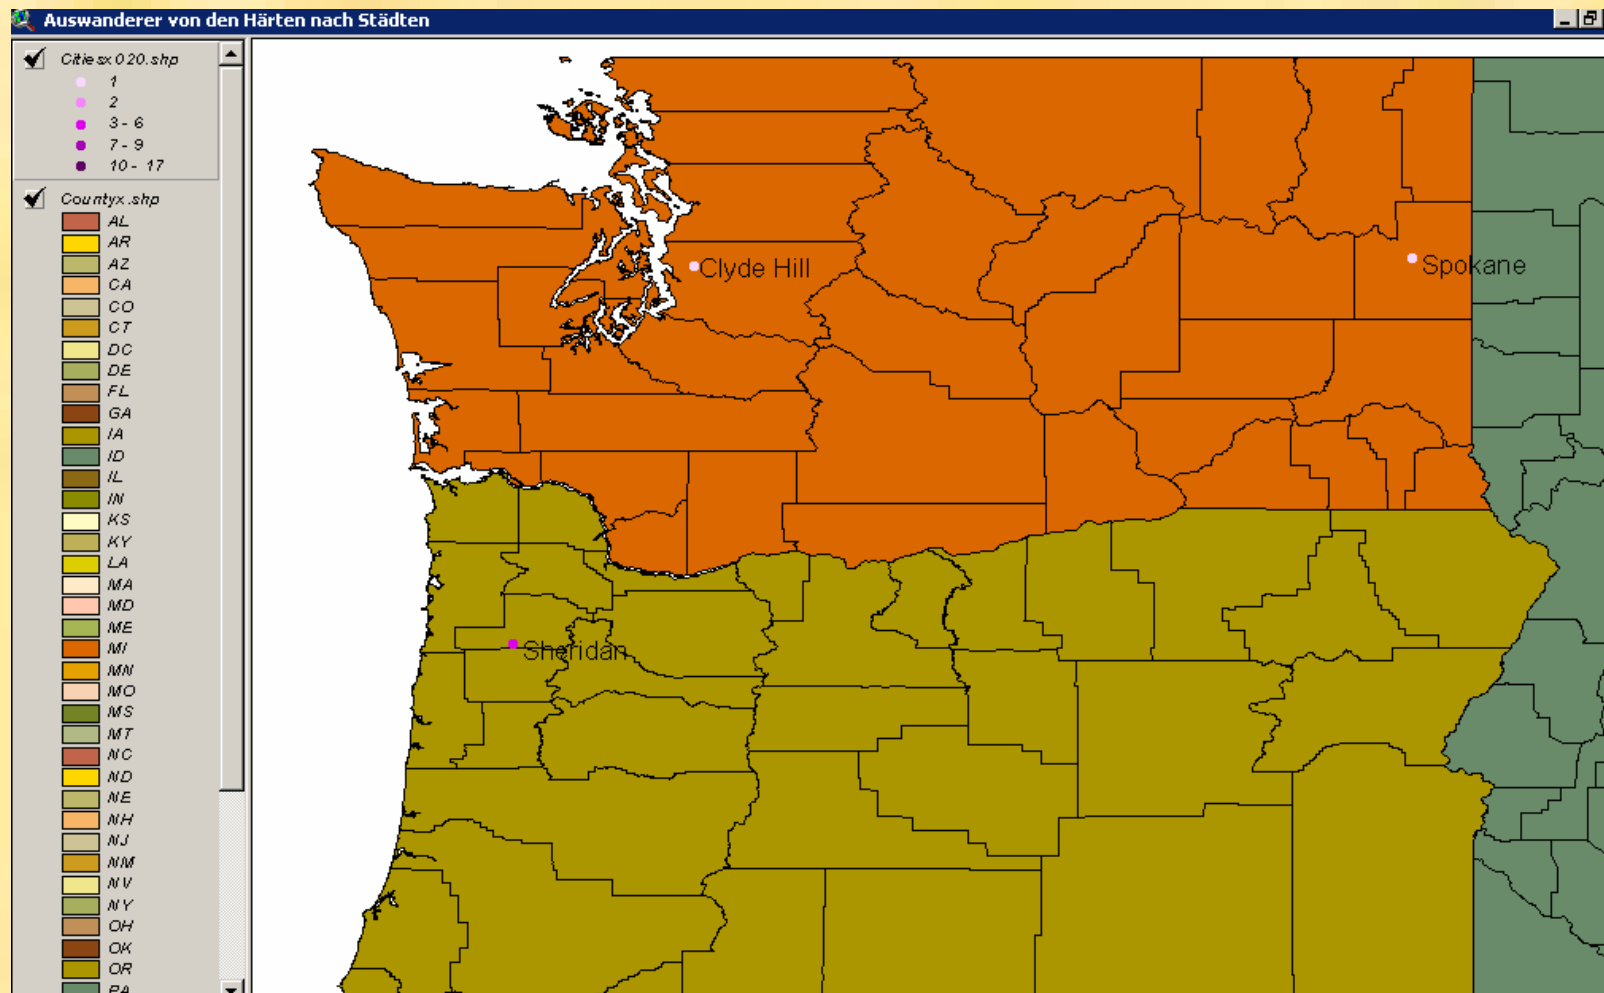 Auswanderer von den Härten nach Städten
Citiesx020.shp
1
2
3 - 6
7 - 9
10 - 17
Countyx.shp
AL
AR
AZ
CA
CO
CT
DC
DE
FL
GA
IA
ID
IL
IN
KS
KY
LA
MA
MD
ME
MI
MN
MO
MS
MT
NC
ND
NE
NH
NJ
NM
NV
NY
OH
OK
OR
PA
Clyde Hill
Spokane
Sheridan